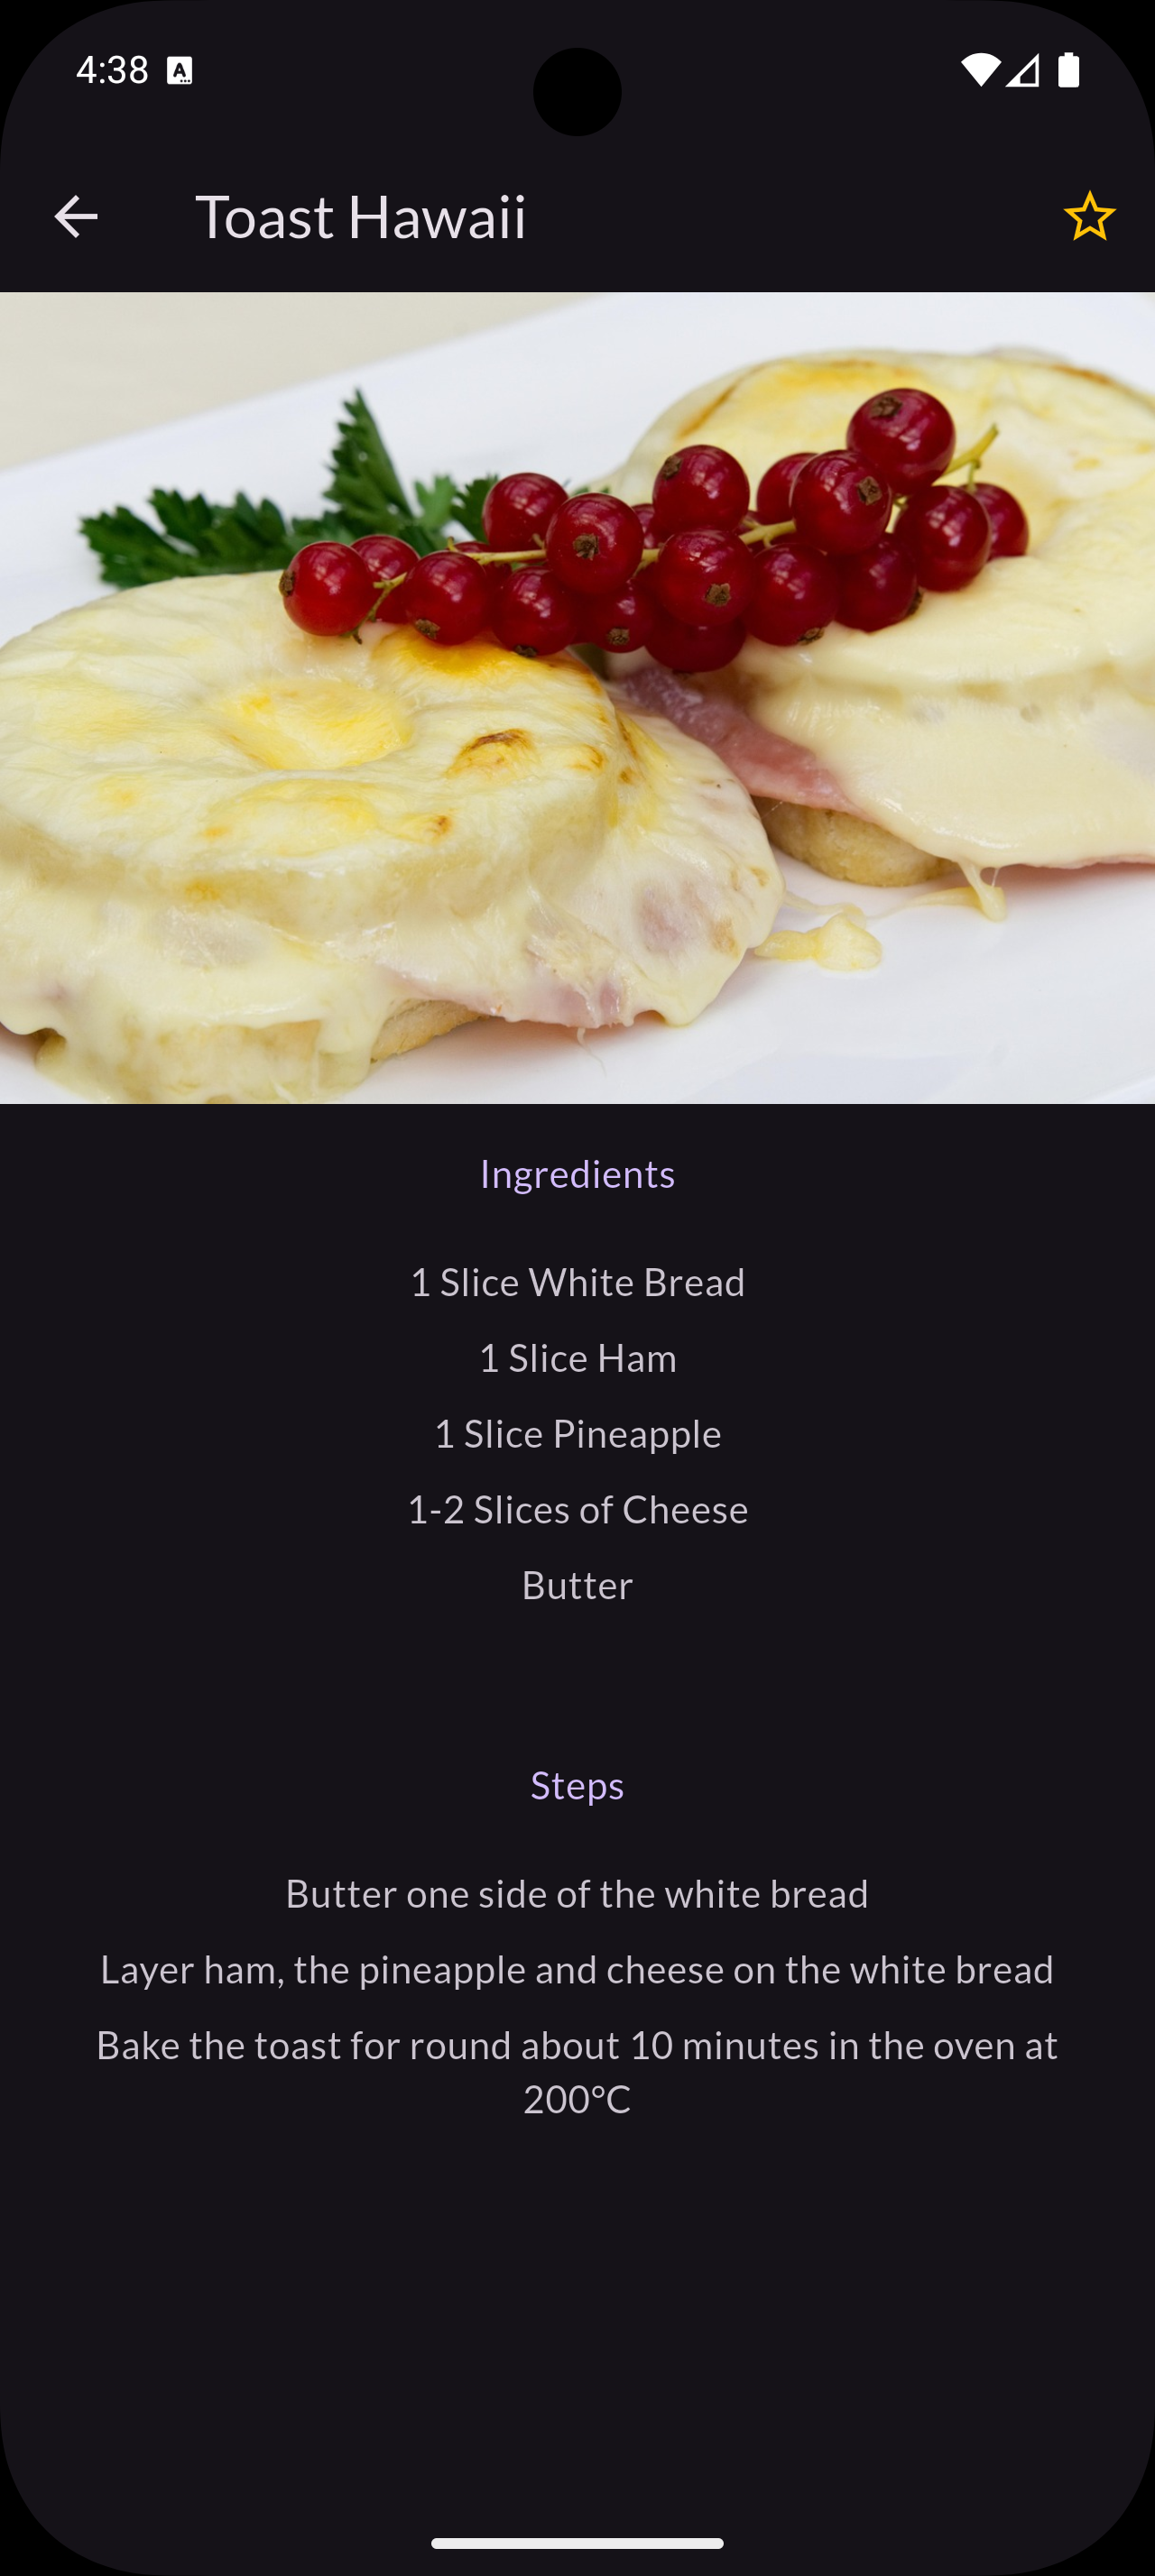 4:38
Toast Hawaii
Ingredients
1 Slice White Bread
1 Slice Ham
1 Slice Pineapple
1-2 Slices of Cheese
Butter
Steps
Butter one side of the white bread
Layer ham, the pineapple and cheese on the white bread
Bake the toast for round about 10 minutes in the oven at
200°C